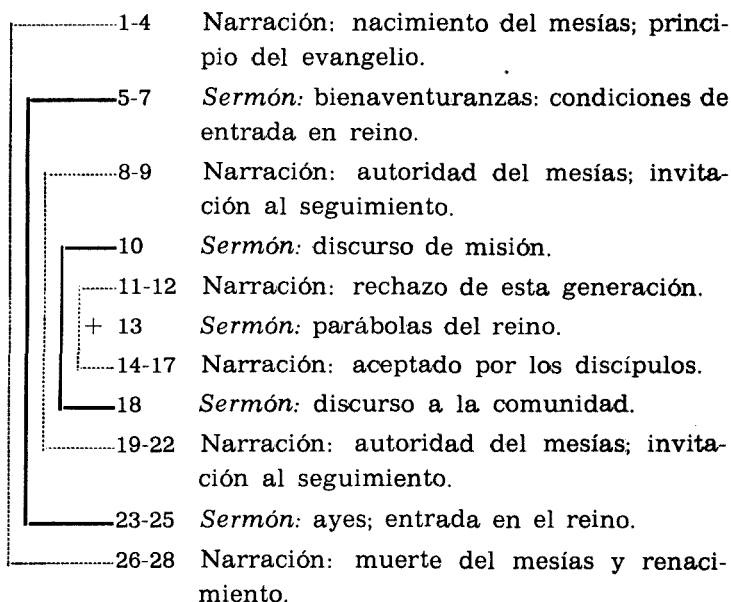 1-4 Narración: nacimiento del mesías; princi-
pio del evangelio.
5-7 Sermón: bienaventuranzas: condiciones de
entrada en reino.
8-9 Narración: autoridad del mesías; invita-
ción al seguimiento.
10 Sermón: discurso de misión.
11-12 Narración: rechazo de esta generación.
+ 13 Sermón: parábolas del reino.
14-17 Narración: aceptado por los discípulos.
18 Sermón: discurso a la comunidad.
19-22 Narración: autoridad del mesías; invita-
ción al seguimiento.
23-25 Sermón: ayes; entrada en el reino.
26-28 Narración: muerte del mesías y renaci-
miento.